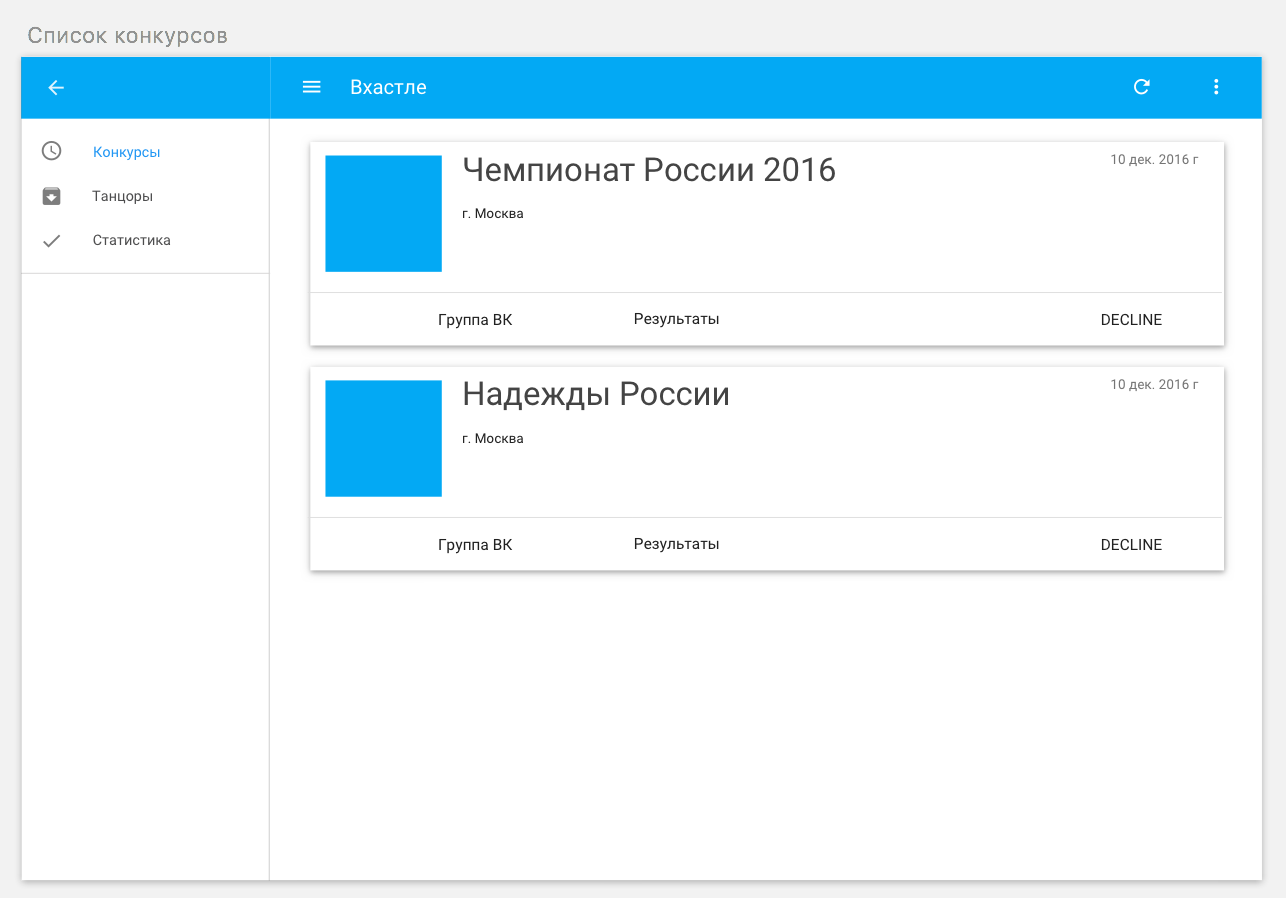 Список конкурсов
Вхастле
Конкурсы
Танцоры
Статистика
Чемпионат России 2016
10 дек. 2016 г
г. Москва
Группа ВК
Результаты
DECLINE
Надежды России
10 дек. 2016 г
г. Москва
Группа ВК
Результаты
DECLINE